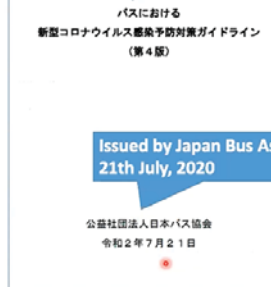 バスにおける
新型コロナウイルス感染予防対策ガイドライン
（第４版）
Issued by Japan Bus
21th July, 2020
公益社団法人日本バス協会
令和２年７月２１日